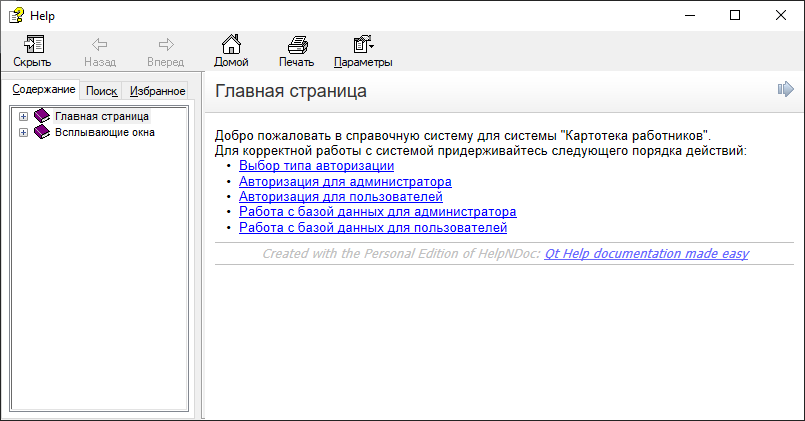 Help
Скрыть
Назад
Вперед
Домой
Печать
Параметры
Содержание
Поиск
Избранное
Главная страница
Всплывающие окна
Главная страница
Добро пожаловать в справочную систему для системы "Картотека работников".
Для корректной работы с системой придерживайтесь следующего порядка действий:
• Выбор типа авторизации
• Авторизация для администратора
• Авторизация для пользователей
• Работа с базой данных для администратора
• Работа с базой данных для пользователей
Created with the Personal Edition of HelpNDoc: Qt Help documentation made easy